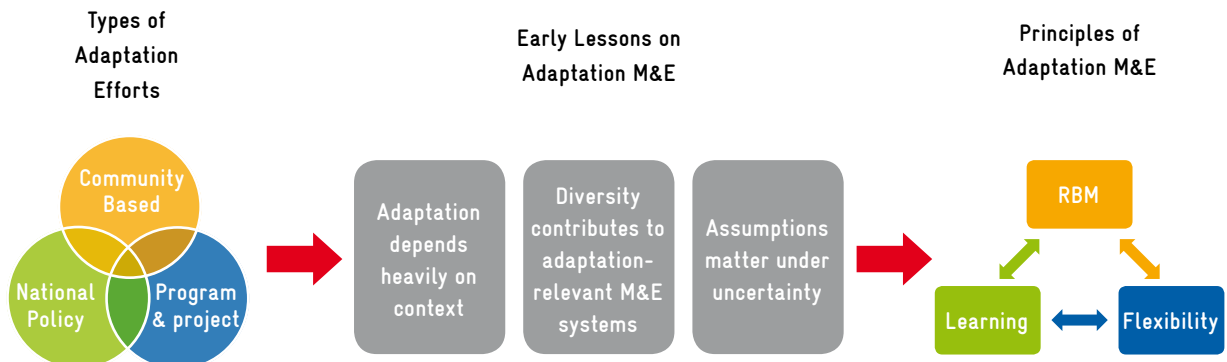 Types of
Adaptation
Efforts
Community
Based
National
Policy
Program
& project
Early Lessons on
Adaptation M&E
Adaptation
depends
heavily on
context
Diversity
contributes to
adaptation-
relevant M&E
systems
Assumptions
matter under
uncertainty
Principles of
Adaptation M&E
RBM
Learning
Flexibility